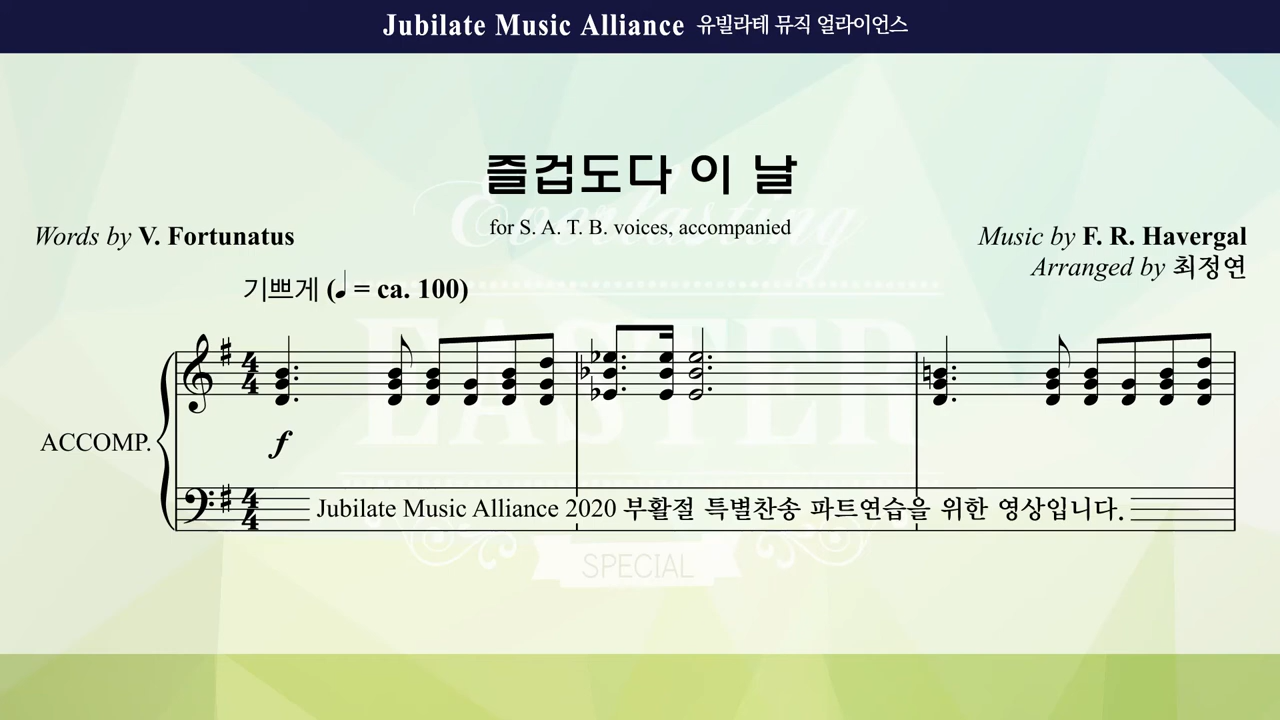 Jubilate Music Alliance 유빌라테 뮤직 얼라이언스
즐겁도다 이 날
Everlasting
for S. A. T. B. voices, accompanied
Words by V. Fortunatus
Music by F. R. Havergal
Arranged by 최정연
기쁘게 (♩ = ca. 100)
EASTER
ACCOMP.
f
Jubilate Music Alliance 2020 부활절 특별찬송 파트연습을 위한 영상입니다.
SPECIAL